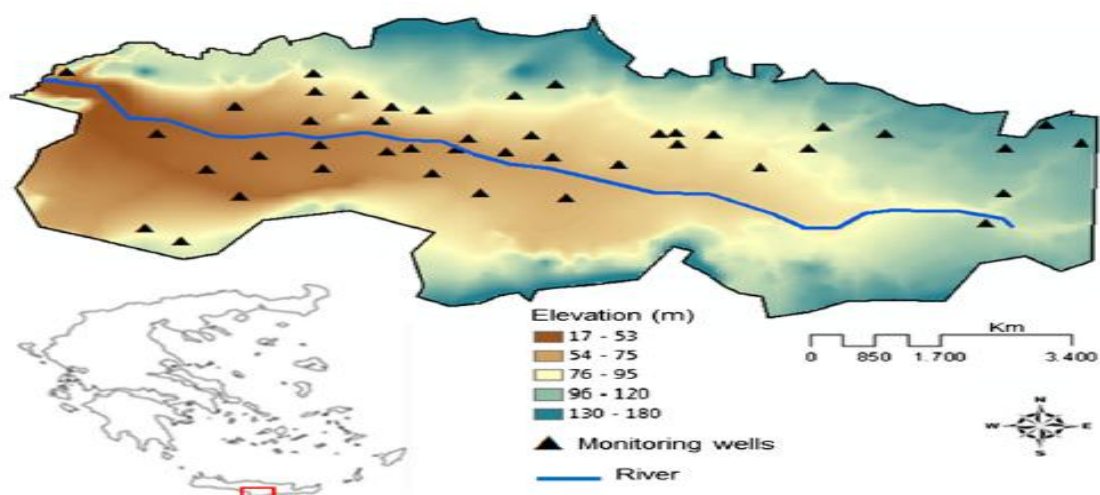 Elevation (m)
17 - 53
54 - 75
76 - 95
96 - 120
130 - 180
Monitoring wells
River
Km
0 850 1.700 3.400
N
W E
S